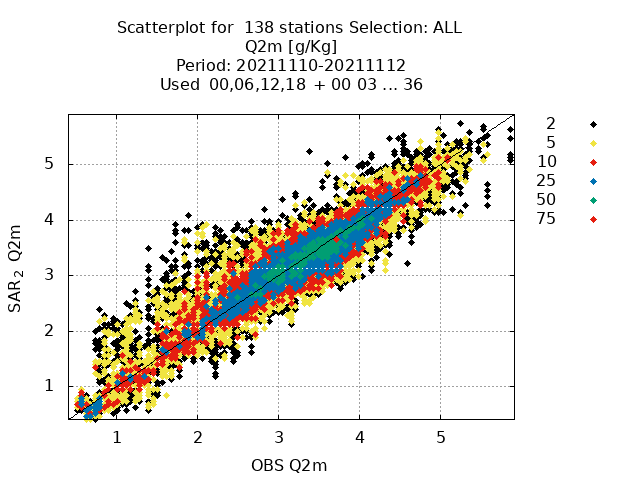 Scatterplot for 138 stations Selection: ALL
Q2m [g/Kg]
Period: 20211110-20211112
Used 00,06,12,18 + 00 03 ... 36
2
5
10
25
50
75
5
4
3
2
1
SAR2 Q2m
1 2 3 4 5
OBS Q2m